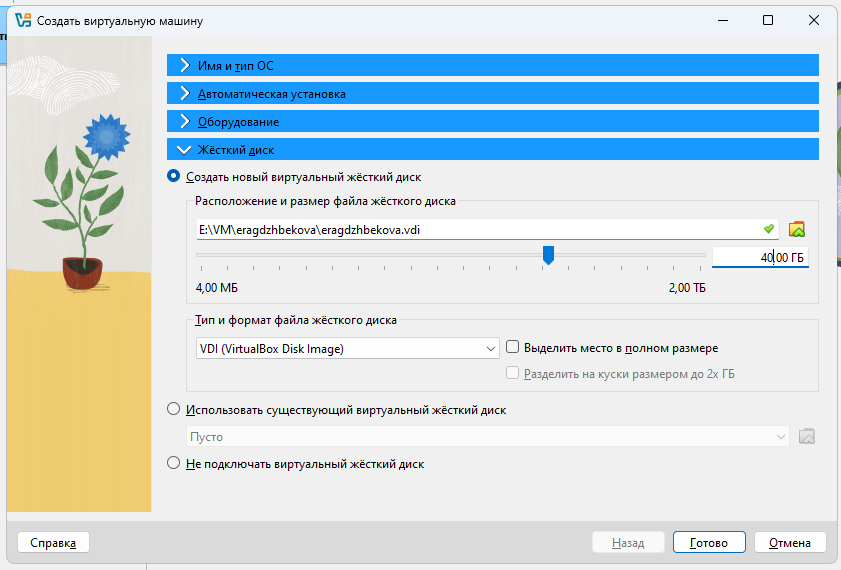 Создать виртуальную машину
Имя и тип ОС
Автоматическая установка
Оборудование
Жёсткий диск
Создать новый виртуальный жёсткий диск
Расположение и размер файла жёсткого диска
E:\VM\eragdzhbekova\eragdzhbekova.vdi
40,00 ГБ
4,00 МБ 2,00 ТБ
Тип и формат файла жёсткого диска
VDI (VirtualBox Disk Image) Выделить место в полном размере
Разделить на куски размером до 2х ГБ
Использовать существующий виртуальный жёсткий диск
Пусто
Не подключать виртуальный жёсткий диск
Справка Назад Готово Отмена